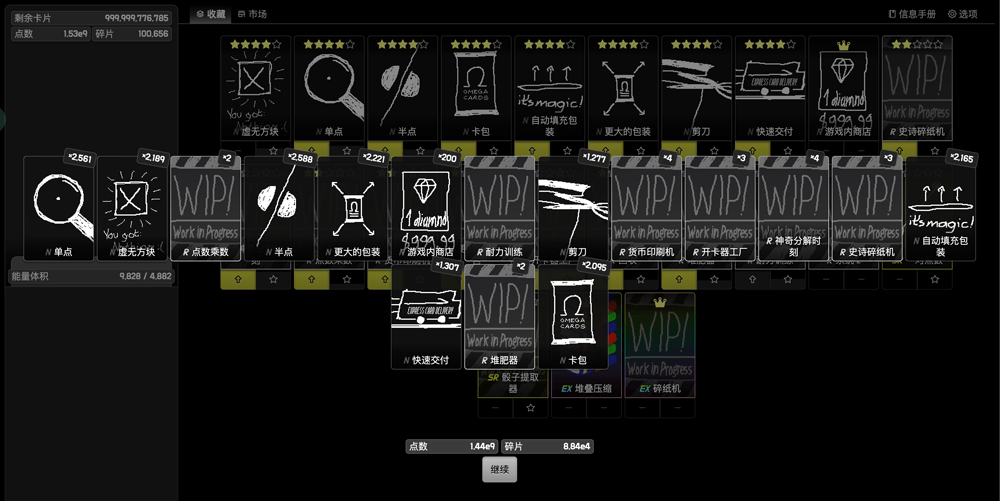 剩余卡片 999,999,776,785
点数 1.53e9 碎片 100,656
收藏 市场
信息手册 选项
You got:
N 虚无方块
N 单点
N 半点
OMEGA CARDS
N 卡包
it's magic!
N 自动填充包装
N 更大的包装
N 剪刀
EXPRESS CARD DELIVERY
N 快速交付
1 diamnd
N 游戏内商店
WIP!
Work in Progress
R 史诗碎纸机
×2.561
N 单点
×2.189
You got:
N 虚无方块
×2
WIP!
Work in Progress
R 点数乘数
×2.588
N 半点
×2.221
N 更大的包装
×200
1 diamnd
N 游戏内商店
WIP!
Work in Progress
R 耐力训练
×1.277
N 剪刀
×4
WIP!
Work in Progress
R 货币印刷机
×3
WIP!
Work in Progress
R 开卡器工厂
×4
WIP!
R 神奇分解时刻
×3
WIP!
Work in Progress
R 史诗碎纸机
×2.165
it's magic!
N 自动填充包装
能量体积 9,828 / 4,882
×1.307
EXPRESS CARD DELIVERY
N 快速交付
×2
WIP!
Work in Progress
R 堆肥器
×2.095
OMEGA CARDS
N 卡包
SR 骰子提取器
EX 堆叠压缩
WIP!
Work in Progress
EX 碎纸机
点数 1.44e9 碎片 8.84e4
继续